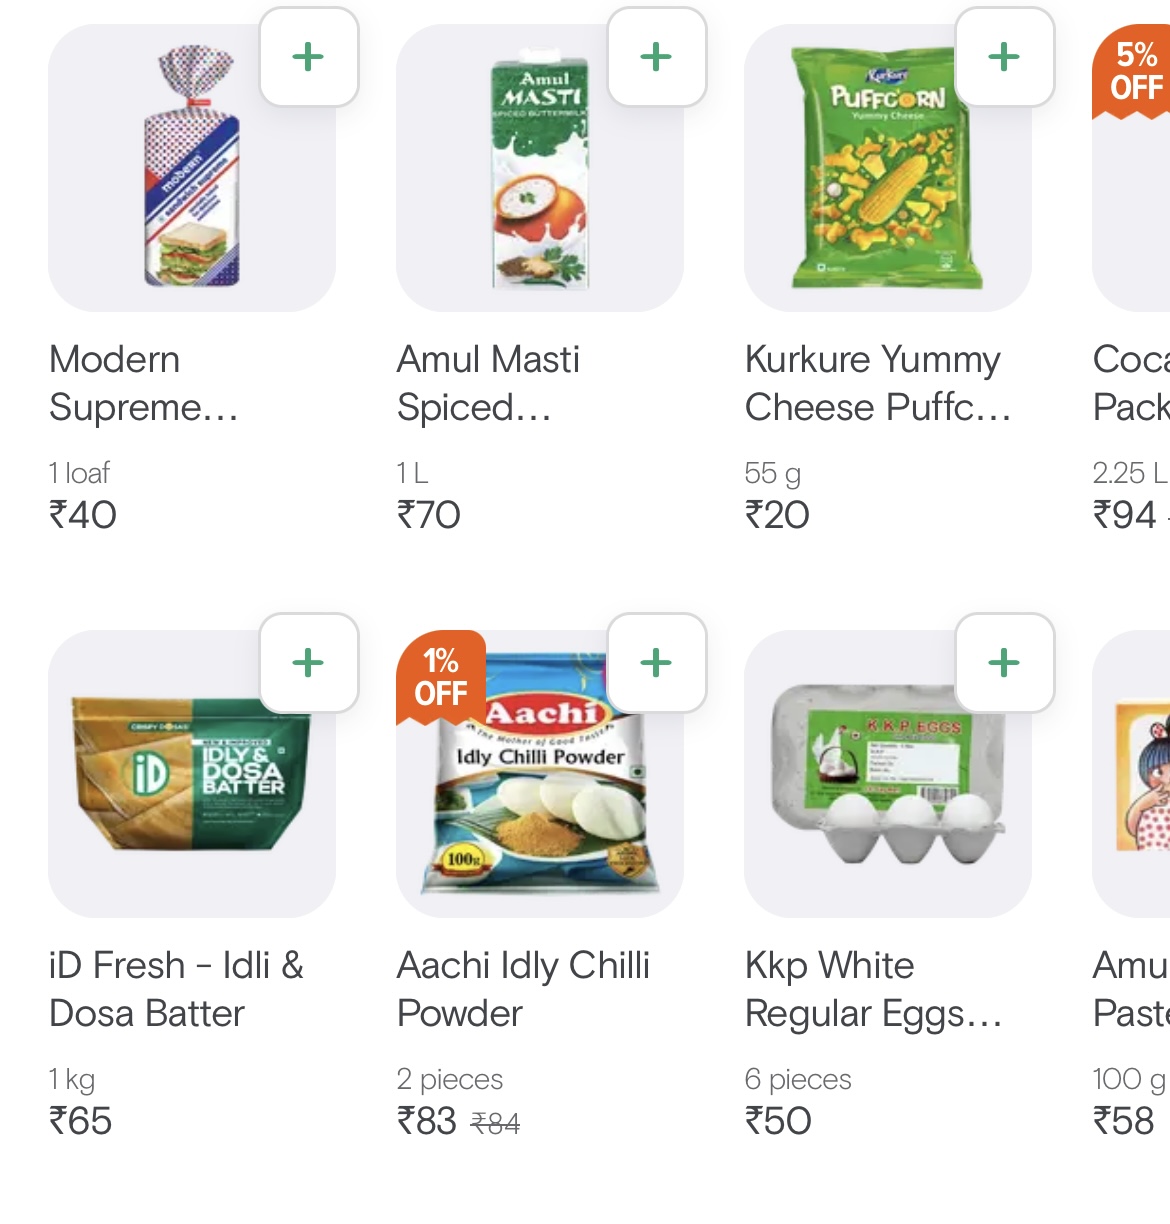 5%
OFF
modern
sandwich supreme
Amul
MASTI
SPICED BUTTERMILK
Kurkure
PUFFCORN
Yummy Cheese
Modern
Supreme...
1 loaf
₹40
Amul Masti
Spiced...
1 L
₹70
Kurkure Yummy
Cheese Puffc...
55 g
₹20
Coca
Pack
2.25 L
₹94
CRISPY DOSAS
iD
NEW & IMPROVED
IDLY &
DOSA
BATTER
1%
OFF
Aachi
The Mother of Good Taste
Idly Chilli Powder
100g
K.K.P. EGGS
iD Fresh - Idli &
Dosa Batter
1 kg
₹65
Aachi Idly Chilli
Powder
2 pieces
₹83 ₹84
Kkp White
Regular Eggs...
6 pieces
₹50
Amu
Paste
100 g
₹58